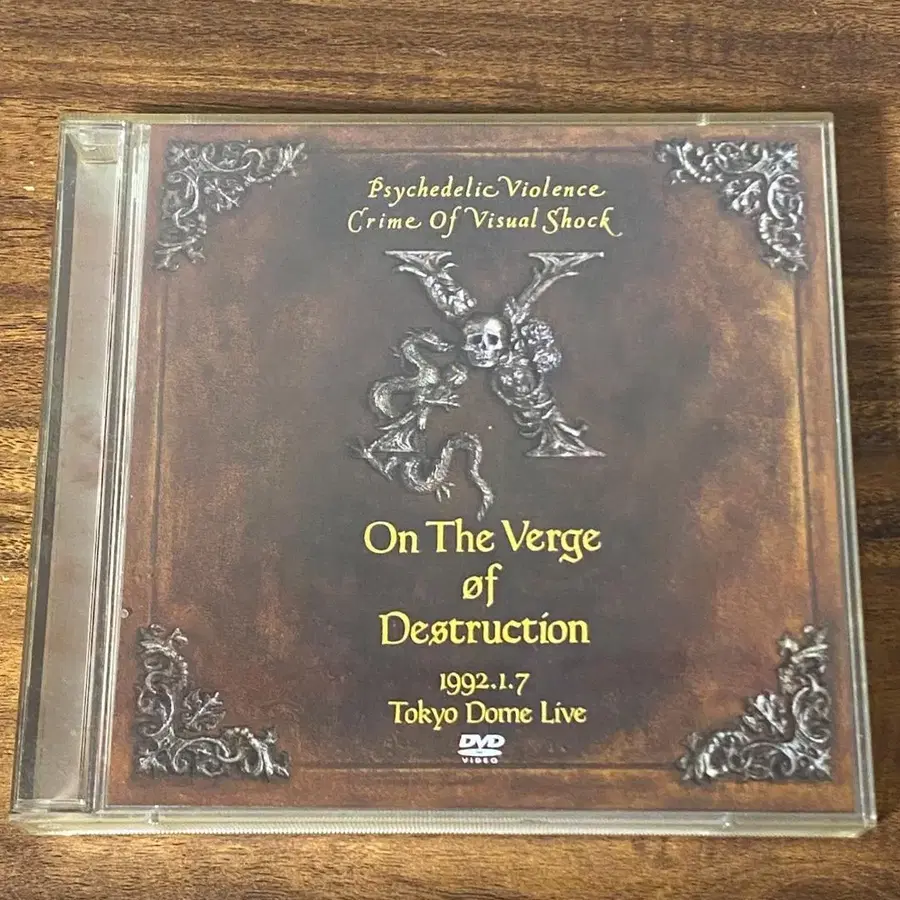 Psychedelic Violence
Crime Of Visual Shock
X
On The Verge
øf
Destruction
1992.1.7
Tokyo Dome Live
DVD
VIDEO